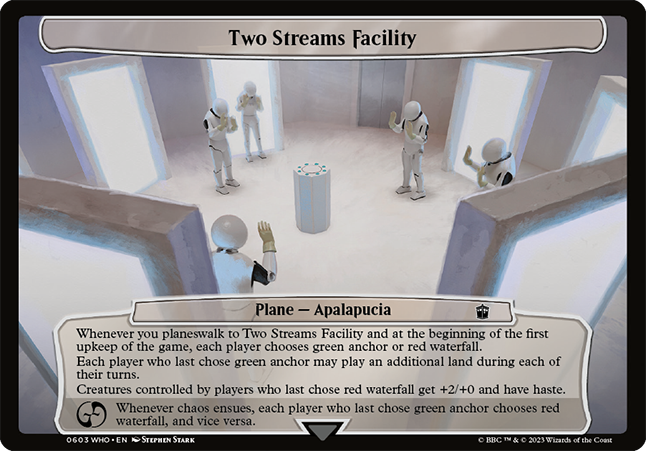 Two Streams Facility
Plane — Apalapucia
Whenever you planeswalk to Two Streams Facility and at the beginning of the first
upkeep of the game, each player chooses green anchor or red waterfall.
Each player who last chose green anchor may play an additional land during each of
their turns.
Creatures controlled by players who last chose red waterfall get +2/+0 and have haste.
Whenever chaos ensues, each player who last chose green anchor chooses red
waterfall, and vice versa.
0603 WHO • EN Stephen Stark
© BBC ™ & © 2023 Wizards of the Coast